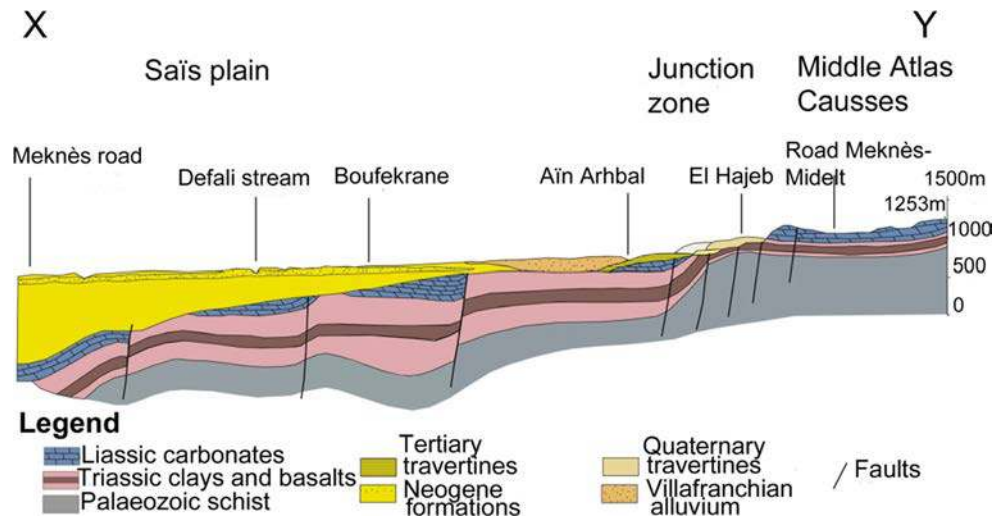 X
Y
Saïs plain
Junction
zone
Middle Atlas
Causses
Meknès road
Defali stream
Boufekrane
Aïn Arhbal
El Hajeb
Road Meknès-
Midelt
1500m
1253m
1000
500
0
Legend
Liassic carbonates
Triassic clays and basalts
Palaeozoic schist
Tertiary
travertines
Neogene
formations
Quaternary
travertines
Villafranchian
alluvium
Faults